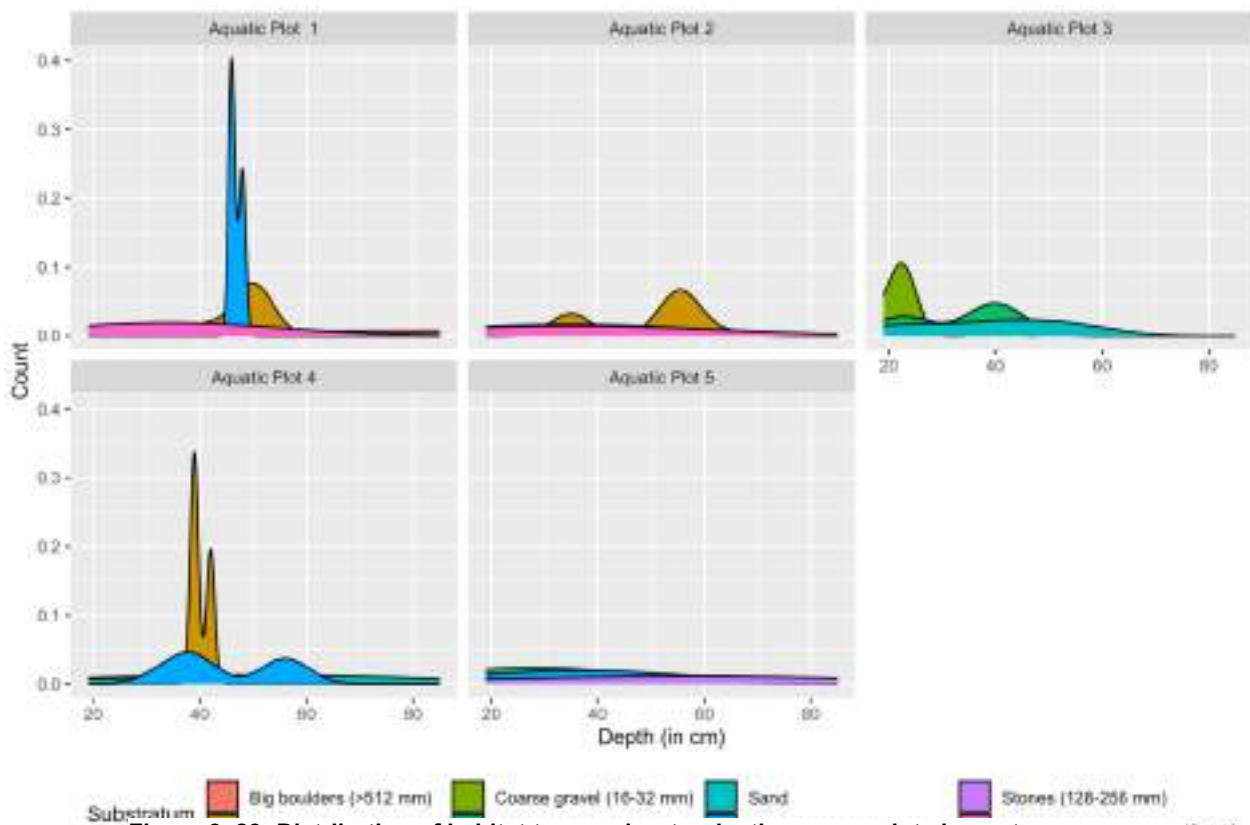 Aquatic Plot 1
Aquatic Plot 2
Aquatic Plot 3
0.4
0.3
0.2
0.1
0.0
20 40 60 80
Aquatic Plot 4
Aquatic Plot 5
0.4
0.3
0.2
0.1
0.0
20 40 60 80
20 40 60 80
Count
Depth (in cm)
Substratum
Big boulders (>512 mm)
Coarse gravel (16-32 mm)
Sand
Stones (128-256 mm)